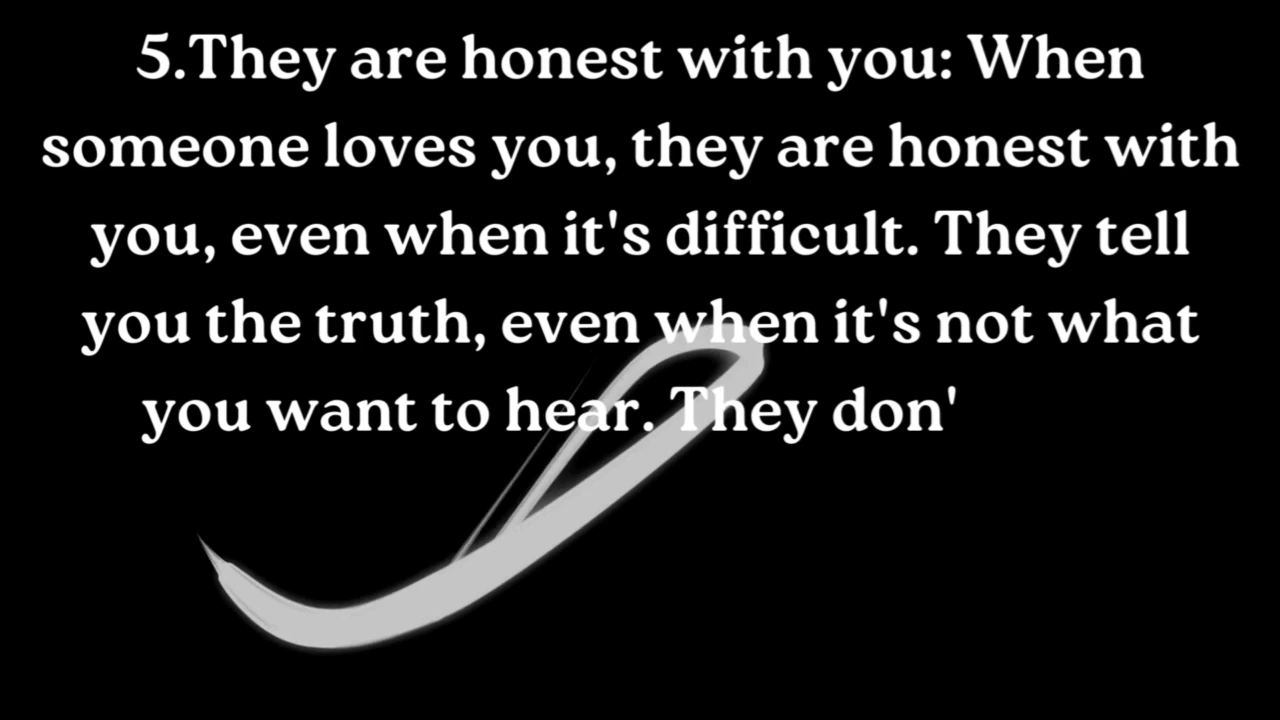 5.They are honest with you: When
someone loves you, they are honest with
you, even when it's difficult. They tell
you the truth, even when it's not what
you want to hear. They don'